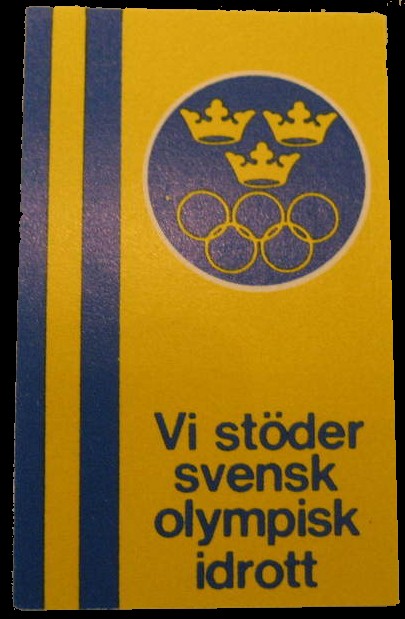 Vi stöder
svensk
olympisk
idrott